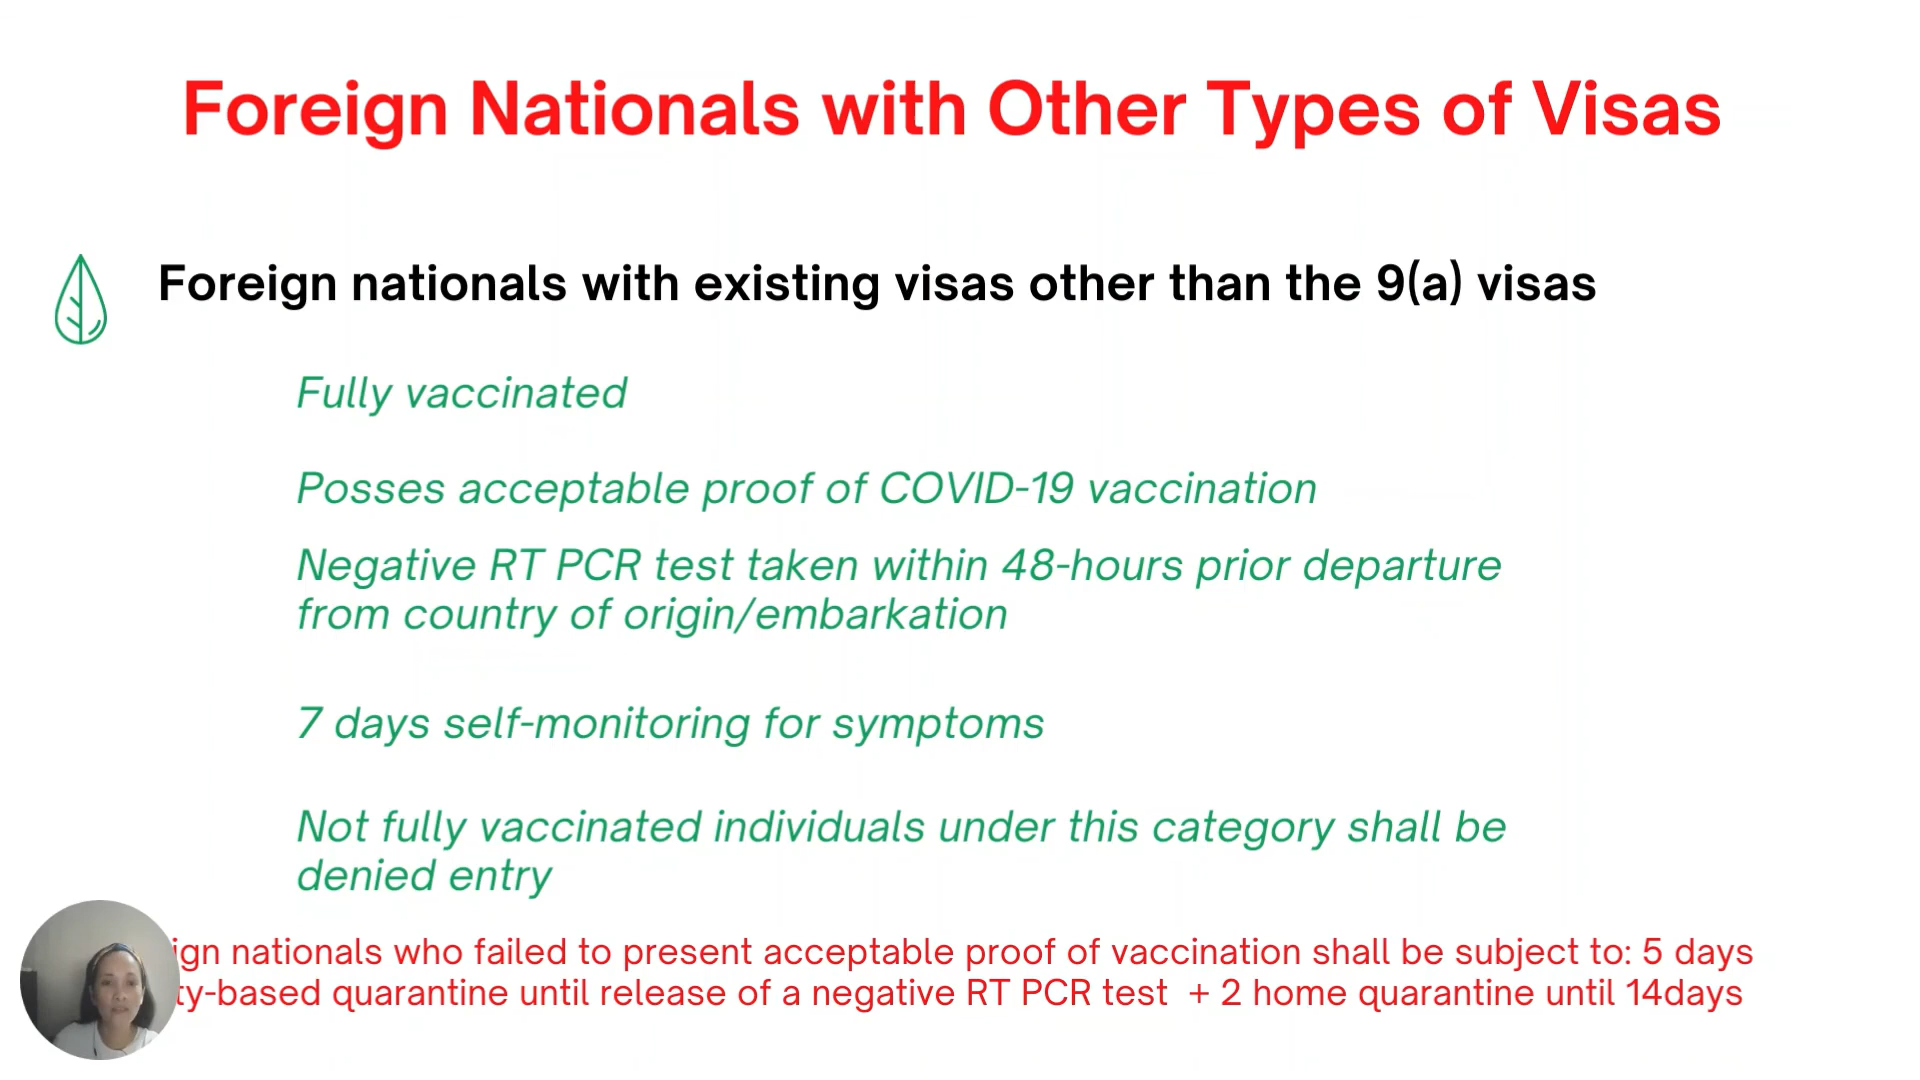 Foreign Nationals with Other Types of Visas
Foreign nationals with existing visas other than the 9(a) visas
Fully vaccinated
Posses acceptable proof of COVID-19 vaccination
Negative RT PCR test taken within 48-hours prior departure
from country of origin/embarkation
7 days self-monitoring for symptoms
Not fully vaccinated individuals under this category shall be
denied entry
nationals who failed to present acceptable proof of vaccination shall be subject to: 5 days
quarantine until release of a negative RT PCR test + 2 home quarantine until 14days